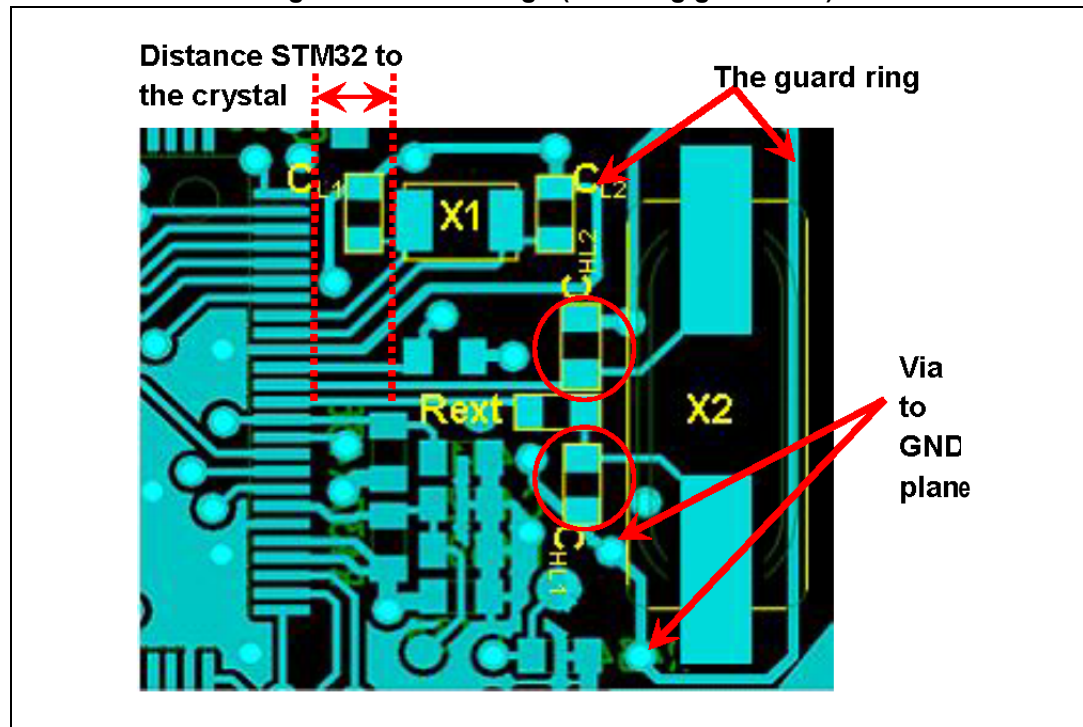 Distance STM32 to
the crystal
The guard ring
CL1
X1
CL2
CHL2
Rext
X2
Via
to
GND
plane
CHL1